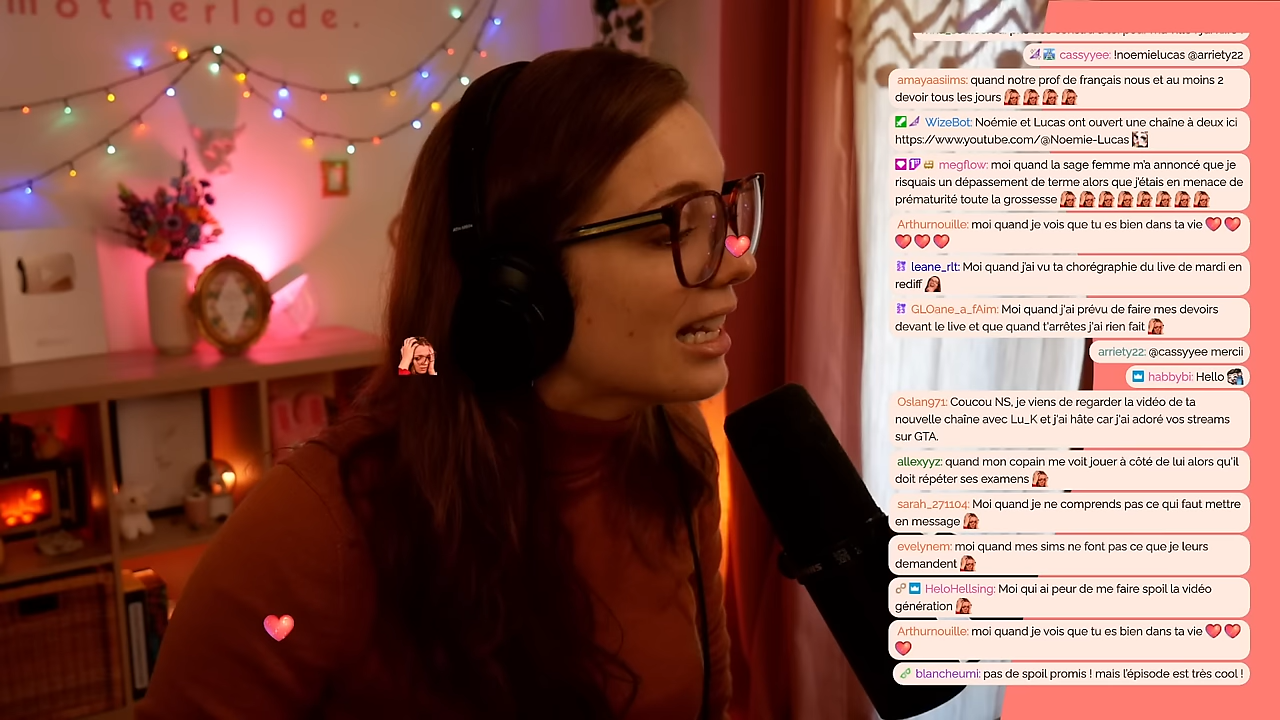 motherlode.
cassyyee: !noemielucas @arriety22
amayaasiims: quand notre prof de français nous et au moins 2
devoir tous les jours
WizeBot: Noémie et Lucas ont ouvert une chaîne à deux ici
https://www.youtube.com/@Noemie-Lucas
megflow: moi quand la sage femme m'a annoncé que je
risquais un dépassement de terme alors que j'étais en menace de
prématurité toute la grossesse
Arthurnouille: moi quand je vois que tu es bien dans ta vie
leane_rlt: Moi quand j'ai vu ta chorégraphie du live de mardi en
rediff
GLOane_a_fAim: Moi quand j'ai prévu de faire mes devoirs
devant le live et que quand t'arrêtes j'ai rien fait
arriety22: @cassyyee mercii
habbybi: Hello
Oslan971: Coucou NS, je viens de regarder la vidéo de ta
nouvelle chaîne avec Lu_K et j'ai hâte car j'ai adoré vos streams
sur GTA.
allexyyz: quand mon copain me voit jouer à côté de lui alors qu'il
doit répéter ses examens
sarah_271104: Moi quand je ne comprends pas ce qui faut mettre
en message
evelynem: moi quand mes sims ne font pas ce que je leurs
demandent
HeloHellsing: Moi qui ai peur de me faire spoil la vidéo
génération
Arthurnouille: moi quand je vois que tu es bien dans ta vie
blancheumi: pas de spoil promis ! mais l'épisode est très cool !